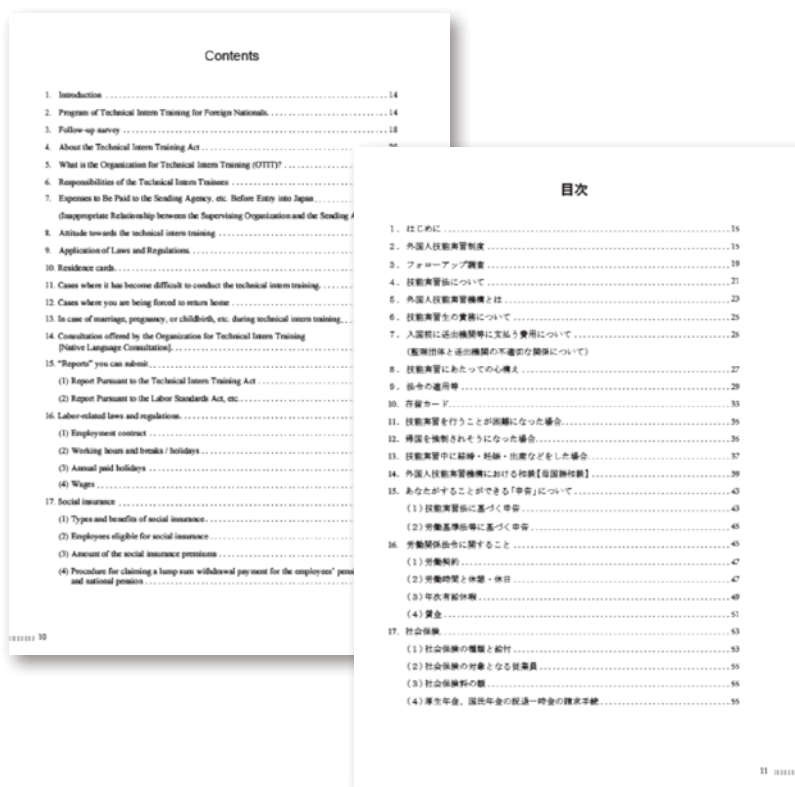 Contents
1. Introduction 14
2. Program of Technical Intern Training for Foreign Nationals. 14
3. Follow-up survey 18
4. About the Technical Intern Training Act
5. What is the Organization for Technical Intern Training (OTIT)?
6. Responsibilities of the Technical Intern Trainees
7. Expenses to Be Paid to the Sending Agency, etc. Before Entry into Japan
(Inappropriate Relationship between the Supervising Organization and the Sending
8. Attitude towards the technical intern training
9. Application of Laws and Regulations.
10. Residence cards.
11. Cases where it has become difficult to conduct the technical intern training.
12. Cases where you are being forced to return home
13. In case of marriage, pregnancy, or childbirth, etc. during technical intern training
14. Consultation offered by the Organization for Technical Intern Training
[Native Language Consultation].
15. "Reports" you can submit
(1) Report Pursuant to the Technical Intern Training Act
(2) Report Pursuant to the Labor Standards Act, etc.
16. Labor-related laws and regulations.
(1) Employment contract
(2) Working hours and breaks / holidays
(3) Annual paid holidays
(4) Wages
17. Social insurance
(1) Types and benefits of social insurance
(2) Employees eligible for social insurance
(3) Amount of the social insurance premiums
(4) Procedure for claiming a lump sum withdrawal payment for the employees'
and national pension
10
目次
1. はじめに 15
2. 外国人技能実習制度 15
3. フォローアップ調査 19
4. 技能実習法について 21
5. 外国人技能実習機構とは 23
6. 技能実習生の責務について 25
7. 入国前に送出機関等に支払う費用について 26
(監理団体と送出機関の不適切な関係について)
8. 技能実習にあたっての心構え 27
9. 法令の適用等 29
10. 在留カード 33
11. 技能実習を行うことが困難になった場合 35
12. 帰国を強制されそうになった場合 36
13. 技能実習中に結婚・妊娠・出産などをした場合 37
14. 外国人技能実習機構における相談【母国語相談】 39
15. あなたがすることができる「申告」について 43
(1)技能実習法に基づく申告 43
(2)労働基準法等に基づく申告 45
16. 労働関係法令に関すること 45
(1)労働契約 47
(2)労働時間と休憩・休日 47
(3)年次有給休暇 49
(4)賃金 51
17. 社会保険 53
(1)社会保険の種類と給付 53
(2)社会保険の対象となる従業員 55
(3)社会保険料の額 55
(4)厚生年金、国民年金の脱退一時金の請求手続 55
11